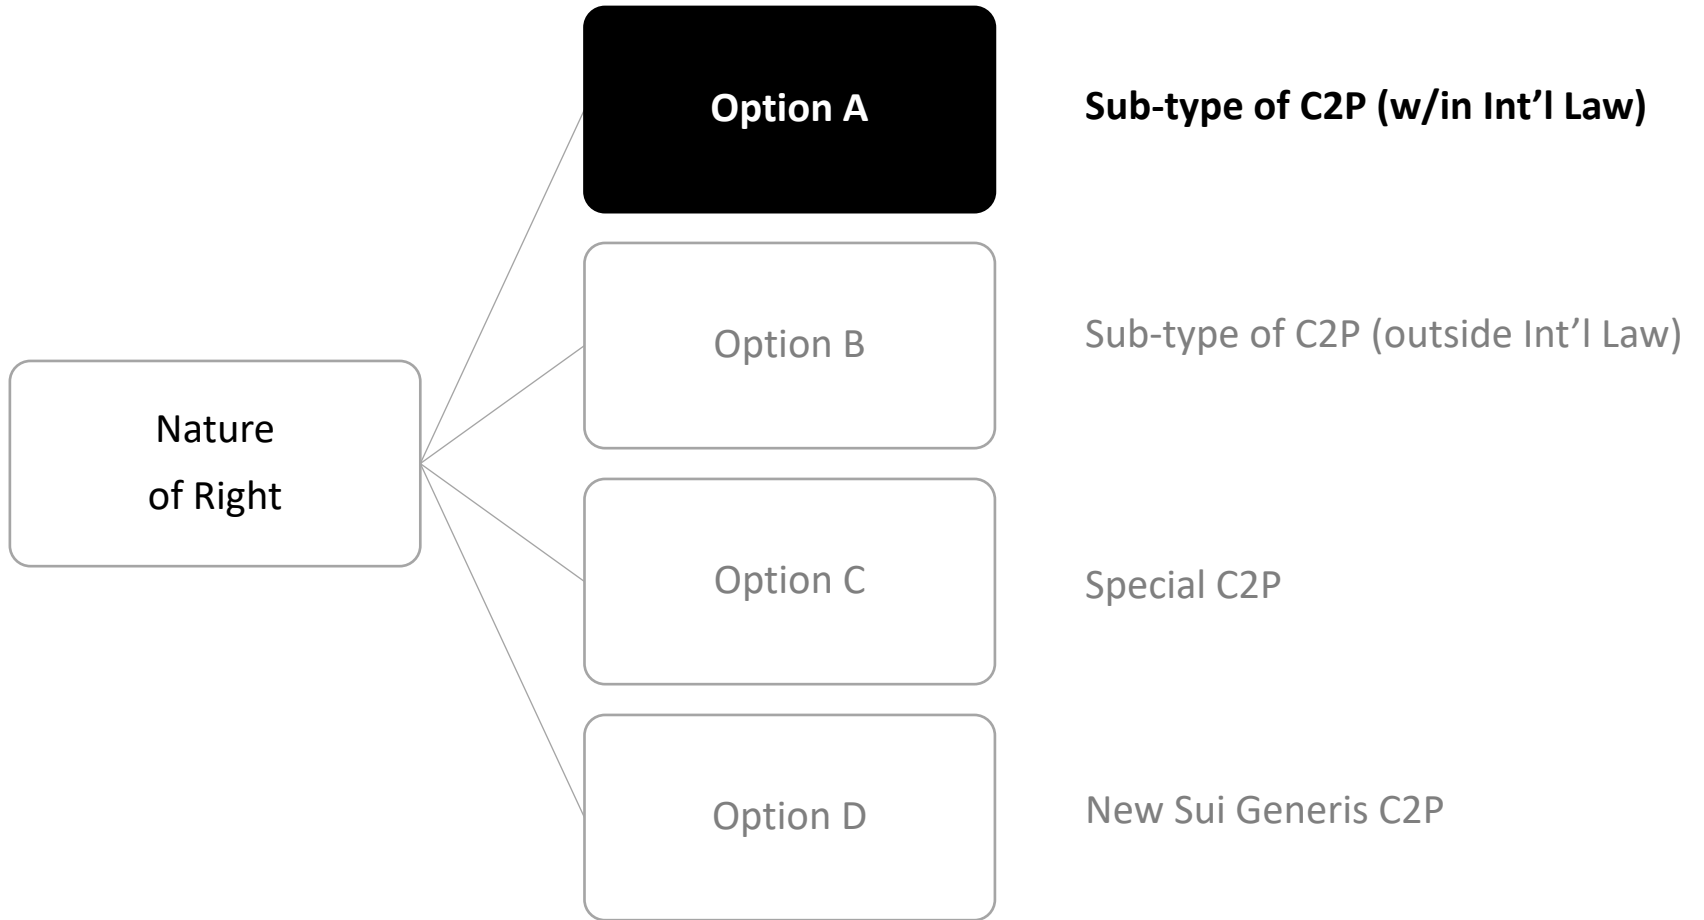 Nature
of Right
Option A
Sub-type of C2P (w/in Int’l Law)
Option B
Sub-type of C2P (outside Int’l Law)
Option C
Special C2P
Option D
New Sui Generis C2P